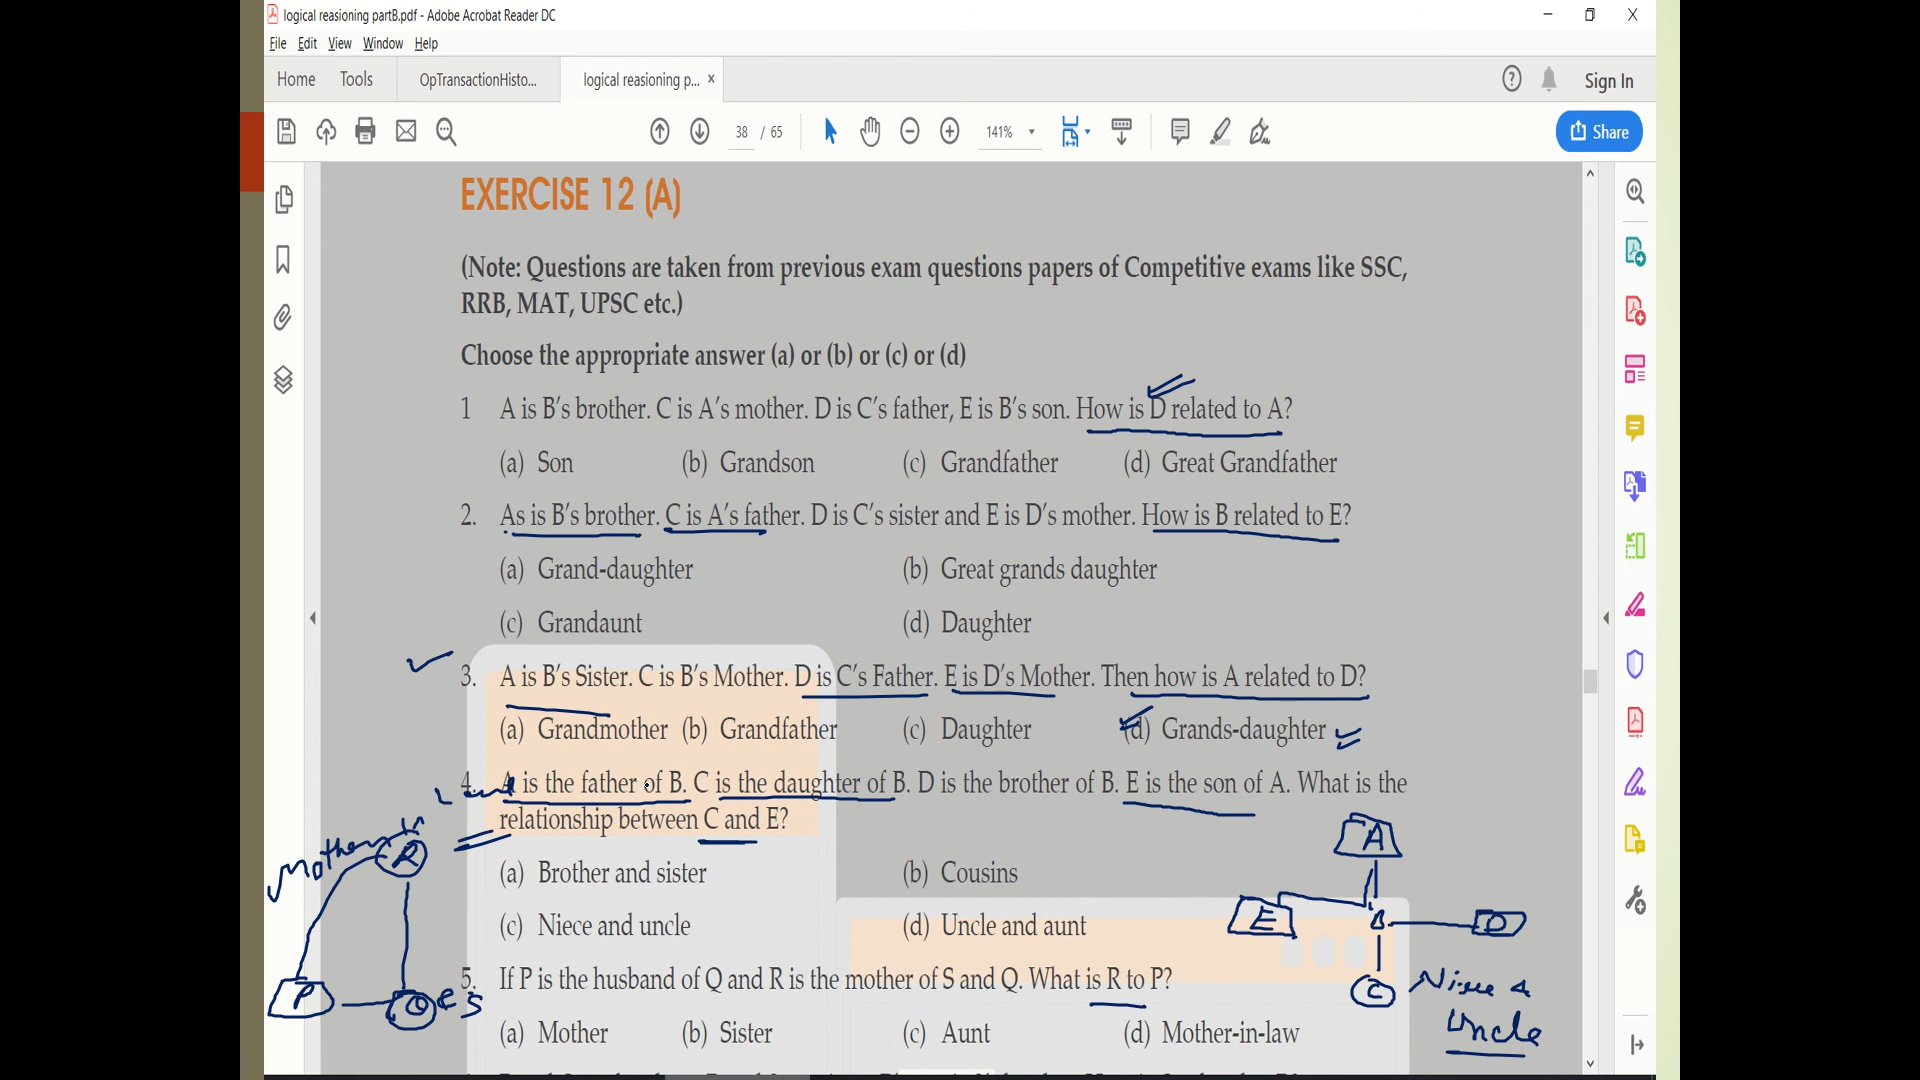 logical reasoning partB.pdf - Adobe Acrobat Reader DC
File Edit View Window Help
Home Tools OpTransactionHisto... logical reasoning p... × Sign In
38 / 65 141% Share
EXERCISE 12 (A)
(Note: Questions are taken from previous exam questions papers of Competitive exams like SSC,
RRB, MAT, UPSC etc.)
Choose the appropriate answer (a) or (b) or (c) or (d)
1 A is B’s brother. C is A’s mother. D is C’s father, E is B’s son. How is D related to A?
(a) Son (b) Grandson (c) Grandfather (d) Great Grandfather
2. As is B’s brother. C is A’s father. D is C’s sister and E is D’s mother. How is B related to E?
(a) Grand-daughter (b) Great grands daughter
(c) Grandaunt (d) Daughter
3. A is B’s Sister. C is B’s Mother. D is C’s Father. E is D’s Mother. Then how is A related to D?
(a) Grandmother (b) Grandfather (c) Daughter (d) Grands-daughter
4. A is the father of B. C is the daughter of B. D is the brother of B. E is the son of A. What is the
relationship between C and E?
(a) Brother and sister (b) Cousins
(c) Niece and uncle (d) Uncle and aunt
5. If P is the husband of Q and R is the mother of S and Q. What is R to P?
(a) Mother (b) Sister (c) Aunt (d) Mother-in-law
Mother in
R
P
Q
S
A
E
B
D
C
Niece &
Uncle